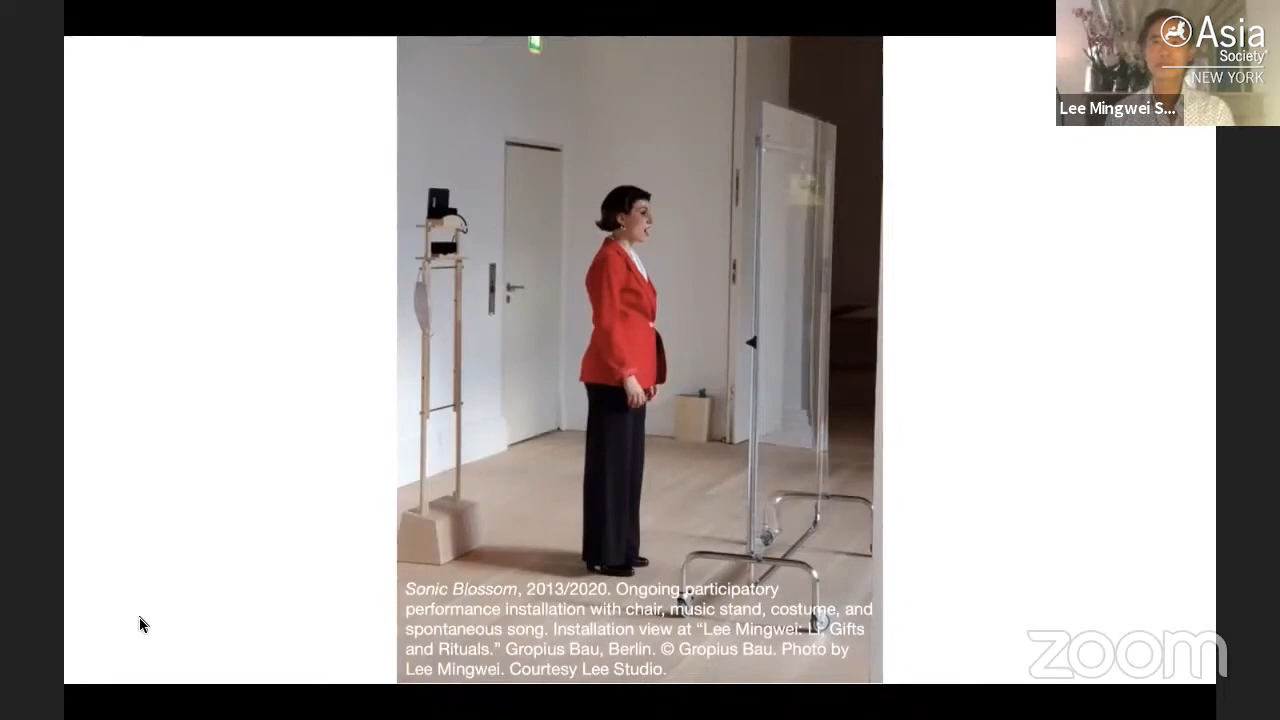 Asia
Society
NEW YORK
Lee Mingwei S...
Sonic Blossom, 2013/2020. Ongoing participatory
performance installation with chair, music stand, costume, and
spontaneous song. Installation view at “Lee Mingwei: Li, Gifts
and Rituals.” Gropius Bau, Berlin. © Gropius Bau. Photo by
Lee Mingwei. Courtesy Lee Studio.
zoom